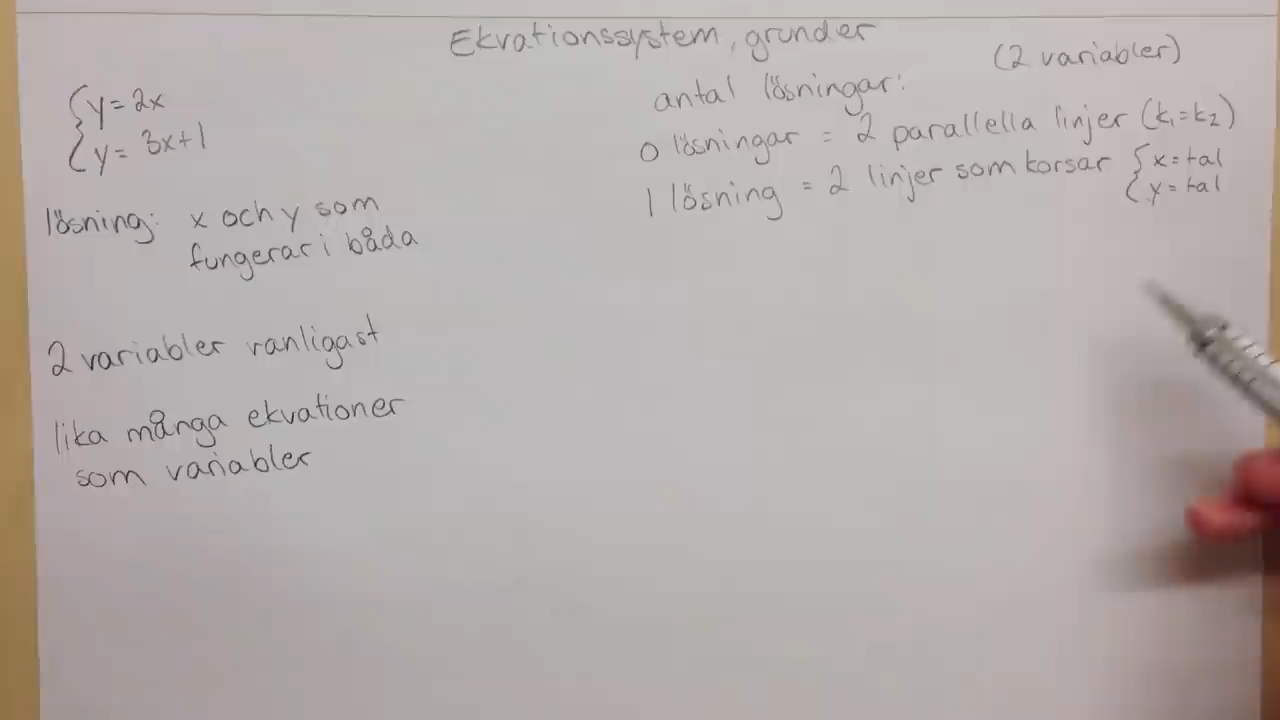 Ekvationssystem, grunder
(2 variabler)
{y=2x
{y=3x+1
lösning: x och y som
fungerar i båda
2 variabler vanligast
lika många ekvationer
som variabler
antal lösningar:
0 lösningar = 2 parallella linjer (k₁=k₂)
1 lösning = 2 linjer som korsar {x=tal
{y=tal